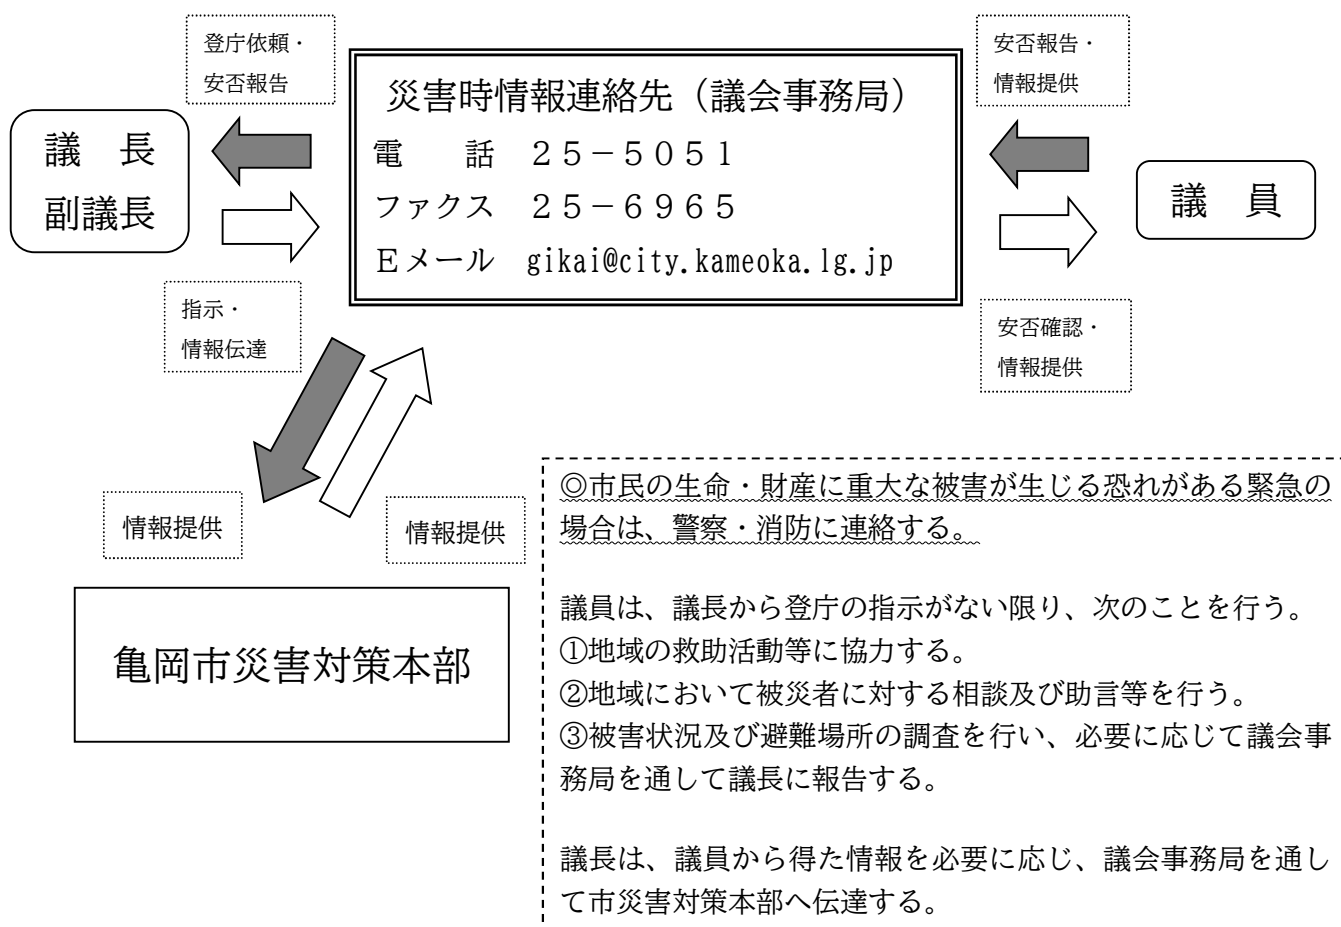 登庁依頼・
安否報告
議　長
副議長
災害時情報連絡先（議会事務局）
電　　話　２５－５０５１
ファクス　２５－６９６５
Ｅメール　gikai@city.kameoka.lg.jp
安否報告・
情報提供
議　員
指示・
情報伝達
安否確認・
情報提供
情報提供
情報提供
亀岡市災害対策本部
◎市民の生命・財産に重大な被害が生じる恐れがある緊急の
場合は、警察・消防に連絡する。
議員は、議長から登庁の指示がない限り、次のことを行う。
①地域の救助活動等に協力する。
②地域において被災者に対する相談及び助言等を行う。
③被害状況及び避難場所の調査を行い、必要に応じて議会事
務局を通して議長に報告する。
議長は、議員から得た情報を必要に応じ、議会事務局を通し
て市災害対策本部へ伝達する。